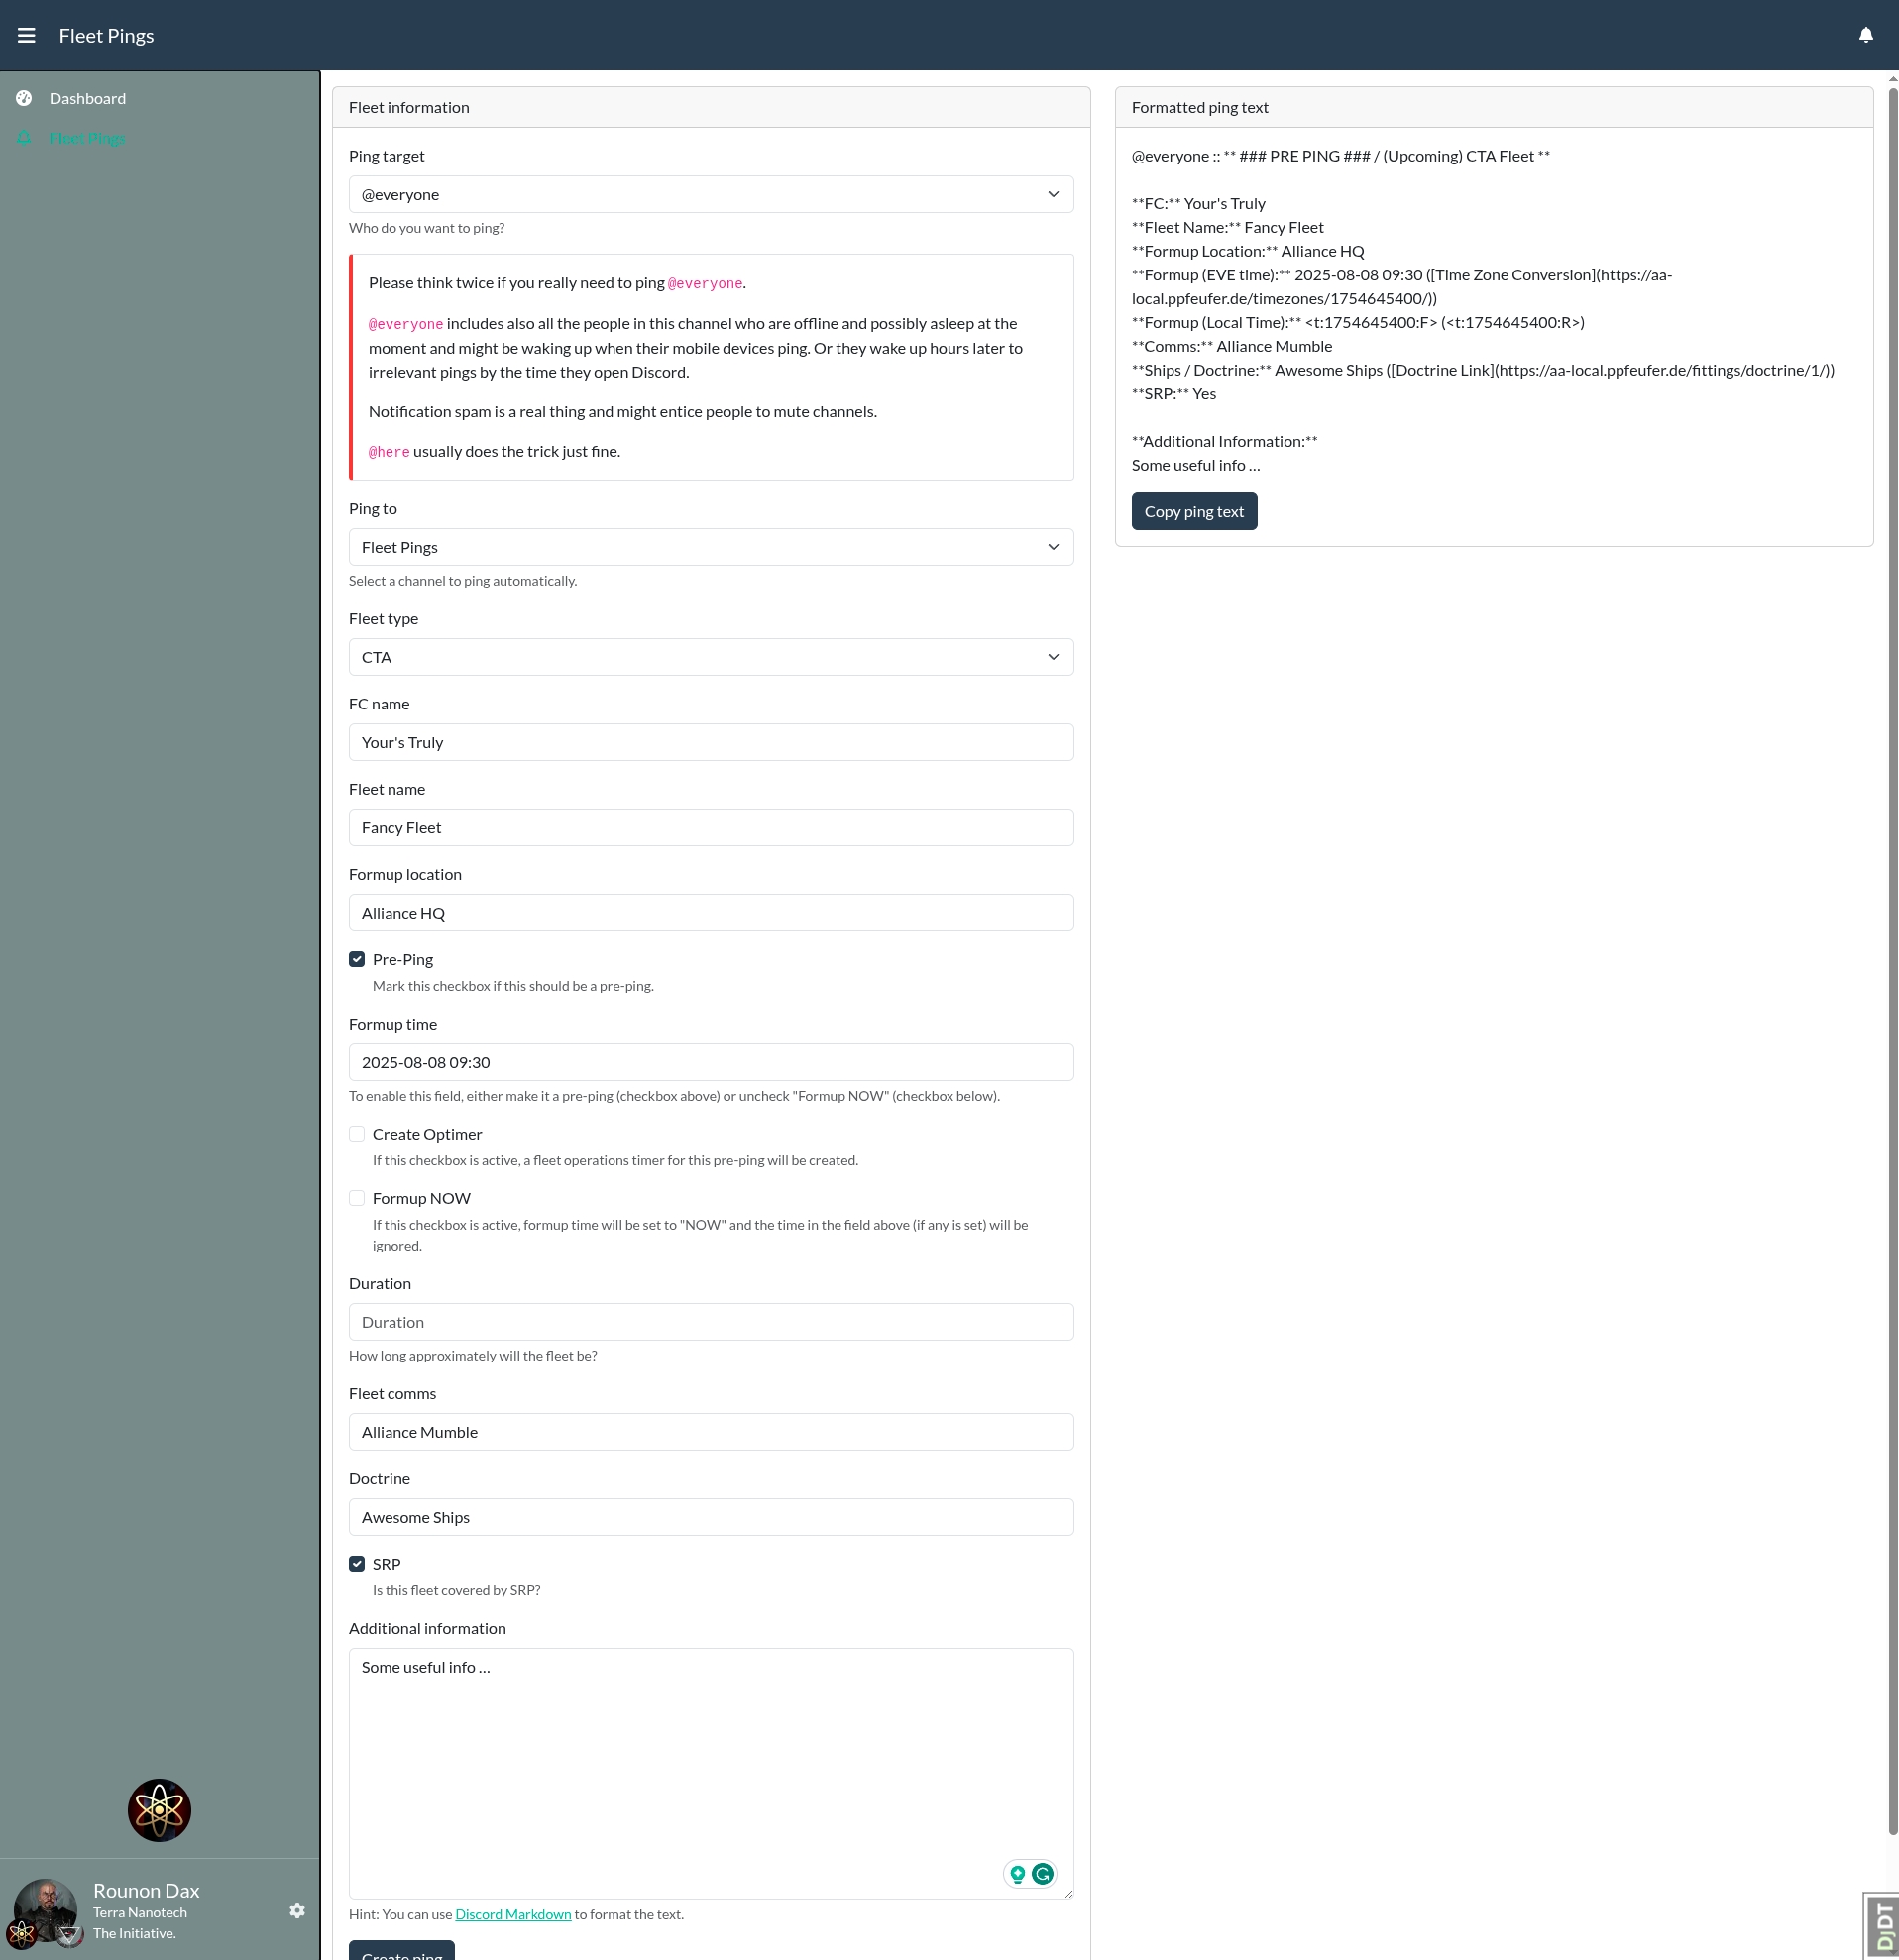 Fleet Pings
Dashboard
Fleet Pings
Fleet information
Ping target
@everyone
Who do you want to ping?
Please think twice if you really need to ping @everyone.
@everyone includes also all the people in this channel who are offline and possibly asleep at the
moment and might be waking up when their mobile devices ping. Or they wake up hours later to
irrelevant pings by the time they open Discord.
Notification spam is a real thing and might entice people to mute channels.
@here usually does the trick just fine.
Ping to
Fleet Pings
Select a channel to ping automatically.
Fleet type
CTA
FC name
Your's Truly
Fleet name
Fancy Fleet
Formup location
Alliance HQ
Pre-Ping
Mark this checkbox if this should be a pre-ping.
Formup time
2025-08-08 09:30
To enable this field, either make it a pre-ping (checkbox above) or uncheck "Formup NOW" (checkbox below).
Create Optimer
If this checkbox is active, a fleet operations timer for this pre-ping will be created.
Formup NOW
If this checkbox is active, formup time will be set to "NOW" and the time in the field above (if any is set) will be
ignored.
Duration
Duration
How long approximately will the fleet be?
Fleet comms
Alliance Mumble
Doctrine
Awesome Ships
SRP
Is this fleet covered by SRP?
Additional information
Some useful info ...
Hint: You can use Discord Markdown to format the text.
Create ping
Formatted ping text
@everyone :: ** ### PRE PING ### / (Upcoming) CTA Fleet **
**FC:** Your's Truly
**Fleet Name:** Fancy Fleet
**Formup Location:** Alliance HQ
**Formup (EVE time):** 2025-08-08 09:30 ([Time Zone Conversion](https://aa-
local.ppfeufer.de/timezones/1754645400/))
**Formup (Local Time):** <t:1754645400:F> (<t:1754645400:R>)
**Comms:** Alliance Mumble
**Ships / Doctrine:** Awesome Ships ([Doctrine Link](https://aa-local.ppfeufer.de/fittings/doctrine/1/))
**SRP:** Yes
**Additional Information:**
Some useful info ...
Copy ping text
Rounon Dax
Terra Nanotech
The Initiative.
DjDT